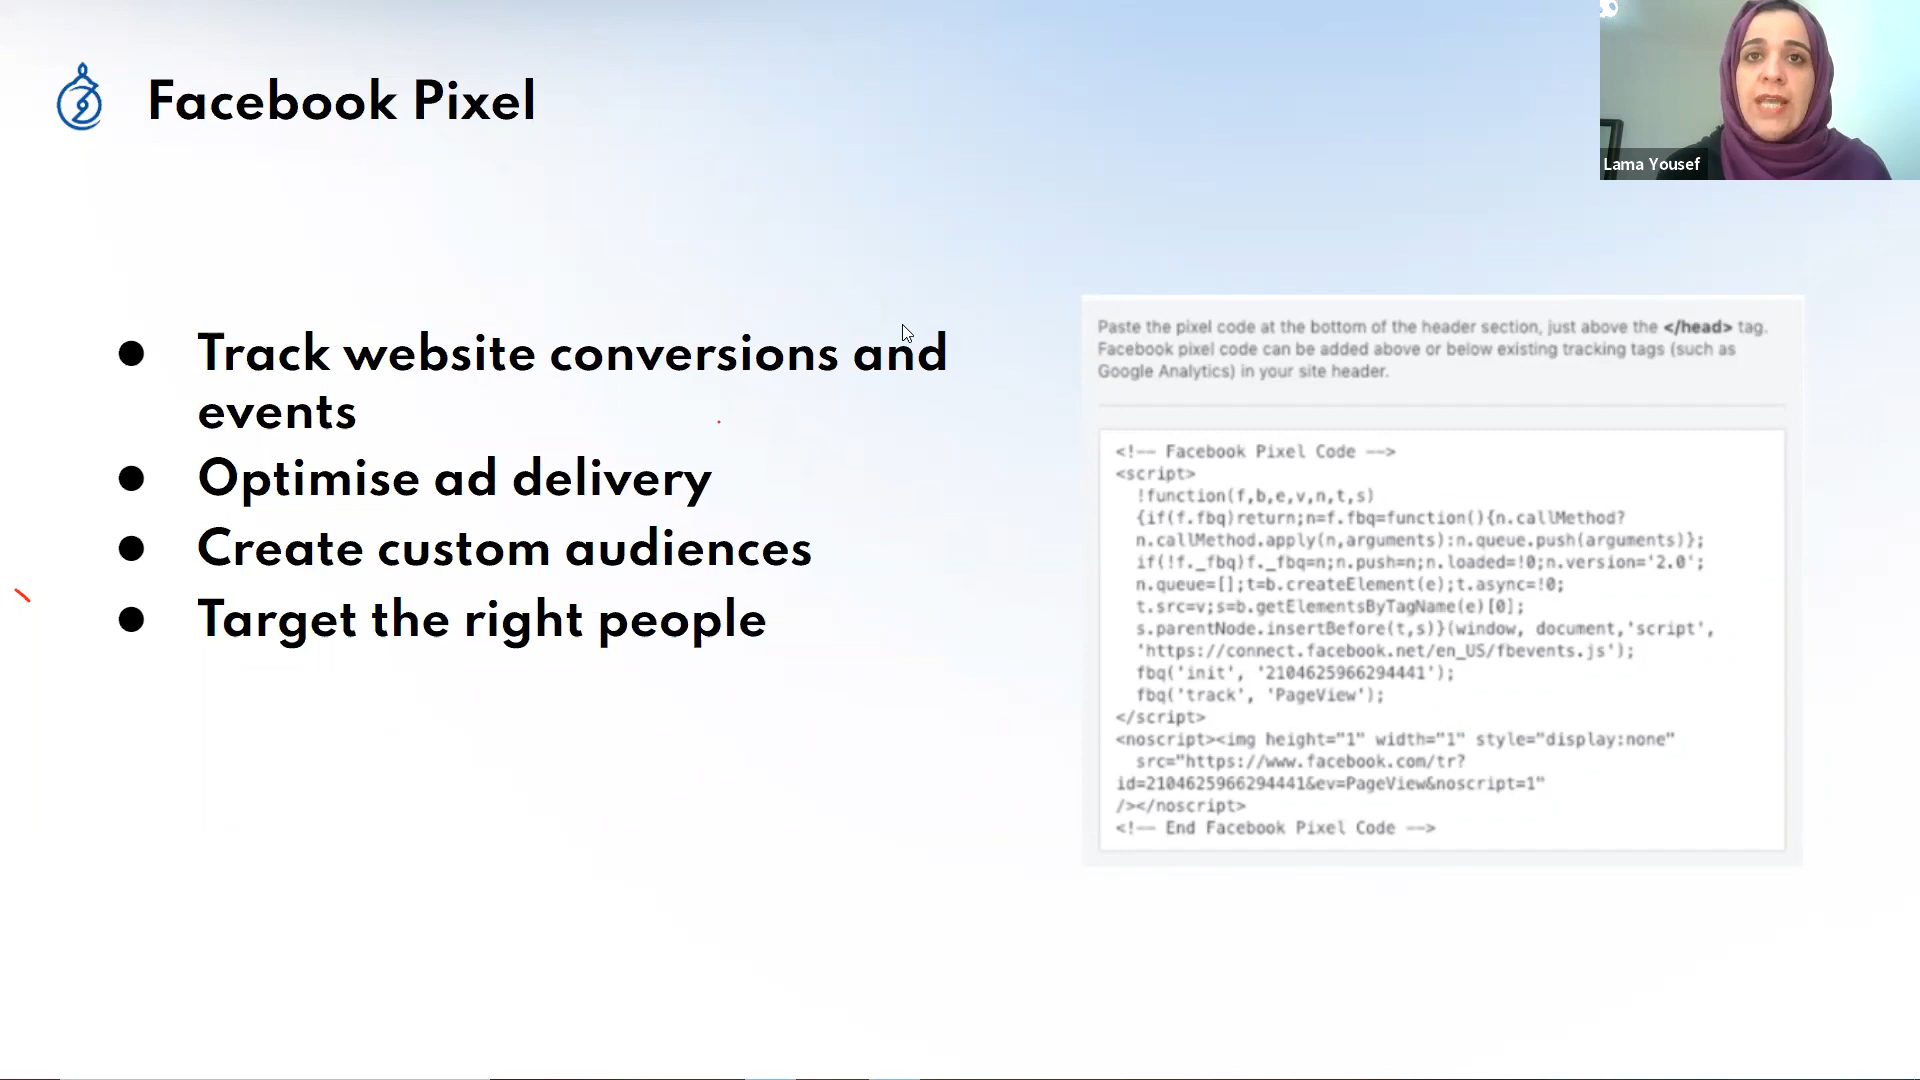 Facebook Pixel
Lama Yousef
● Track website conversions and
events
● Optimise ad delivery
● Create custom audiences
● Target the right people
Paste the pixel code at the bottom of the header section, just above the </head> tag.
Facebook pixel code can be added above or below existing tracking tags (such as
Google Analytics) in your site header.
<!-- Facebook Pixel Code -->
<script>
!function(f,b,e,v,n,t,s)
{if(f.fbq)return;n=f.fbq=function(){n.callMethod?
n.callMethod.apply(n,arguments):n.queue.push(arguments)};
if(!f._fbq)f._fbq=n;n.push=n;n.loaded=!0;n.version='2.0';
n.queue=[];t=b.createElement(e);t.async=!0;
t.src=v;s=b.getElementsByTagName(e)[0];
s.parentNode.insertBefore(t,s)}(window, document,'script',
'https://connect.facebook.net/en_US/fbevents.js');
fbq('init', '2104625966294441');
fbq('track', 'PageView');
</script>
<noscript><img height="1" width="1" style="display:none"
src="https://www.facebook.com/tr?
id=2104625966294441&ev=PageView&noscript=1"
/></noscript>
<!-- End Facebook Pixel Code -->